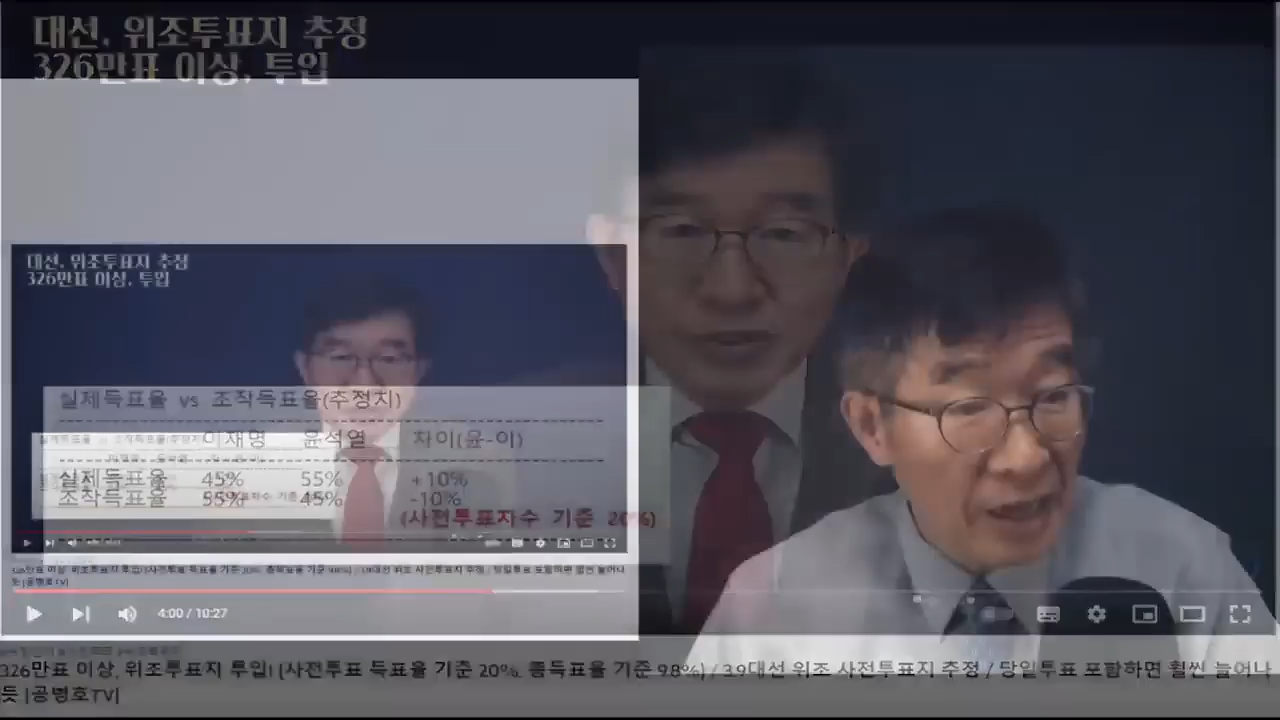 대선, 위조투표지 추정
326만표 이상, 투입
대선, 위조투표지 추정
326만표 이상, 투입
실제득표율 vs 조작득표율(추정치)
이재명 윤석열 차이(윤-이)
실제득표율 45% 55% +10%
조작득표율 55% 45% -10%
(사전투표자수 기준 20%)
4:00 / 10:27
326만표 이상, 위조투표지 투입! (사전투표 득표율 기준 20%, 총득표율 기준 9.8%) / 3.9대선 위조 사전투표지 추정 / 당일투표 포함하면 훨씬 늘어나
듯 [공병호TV]